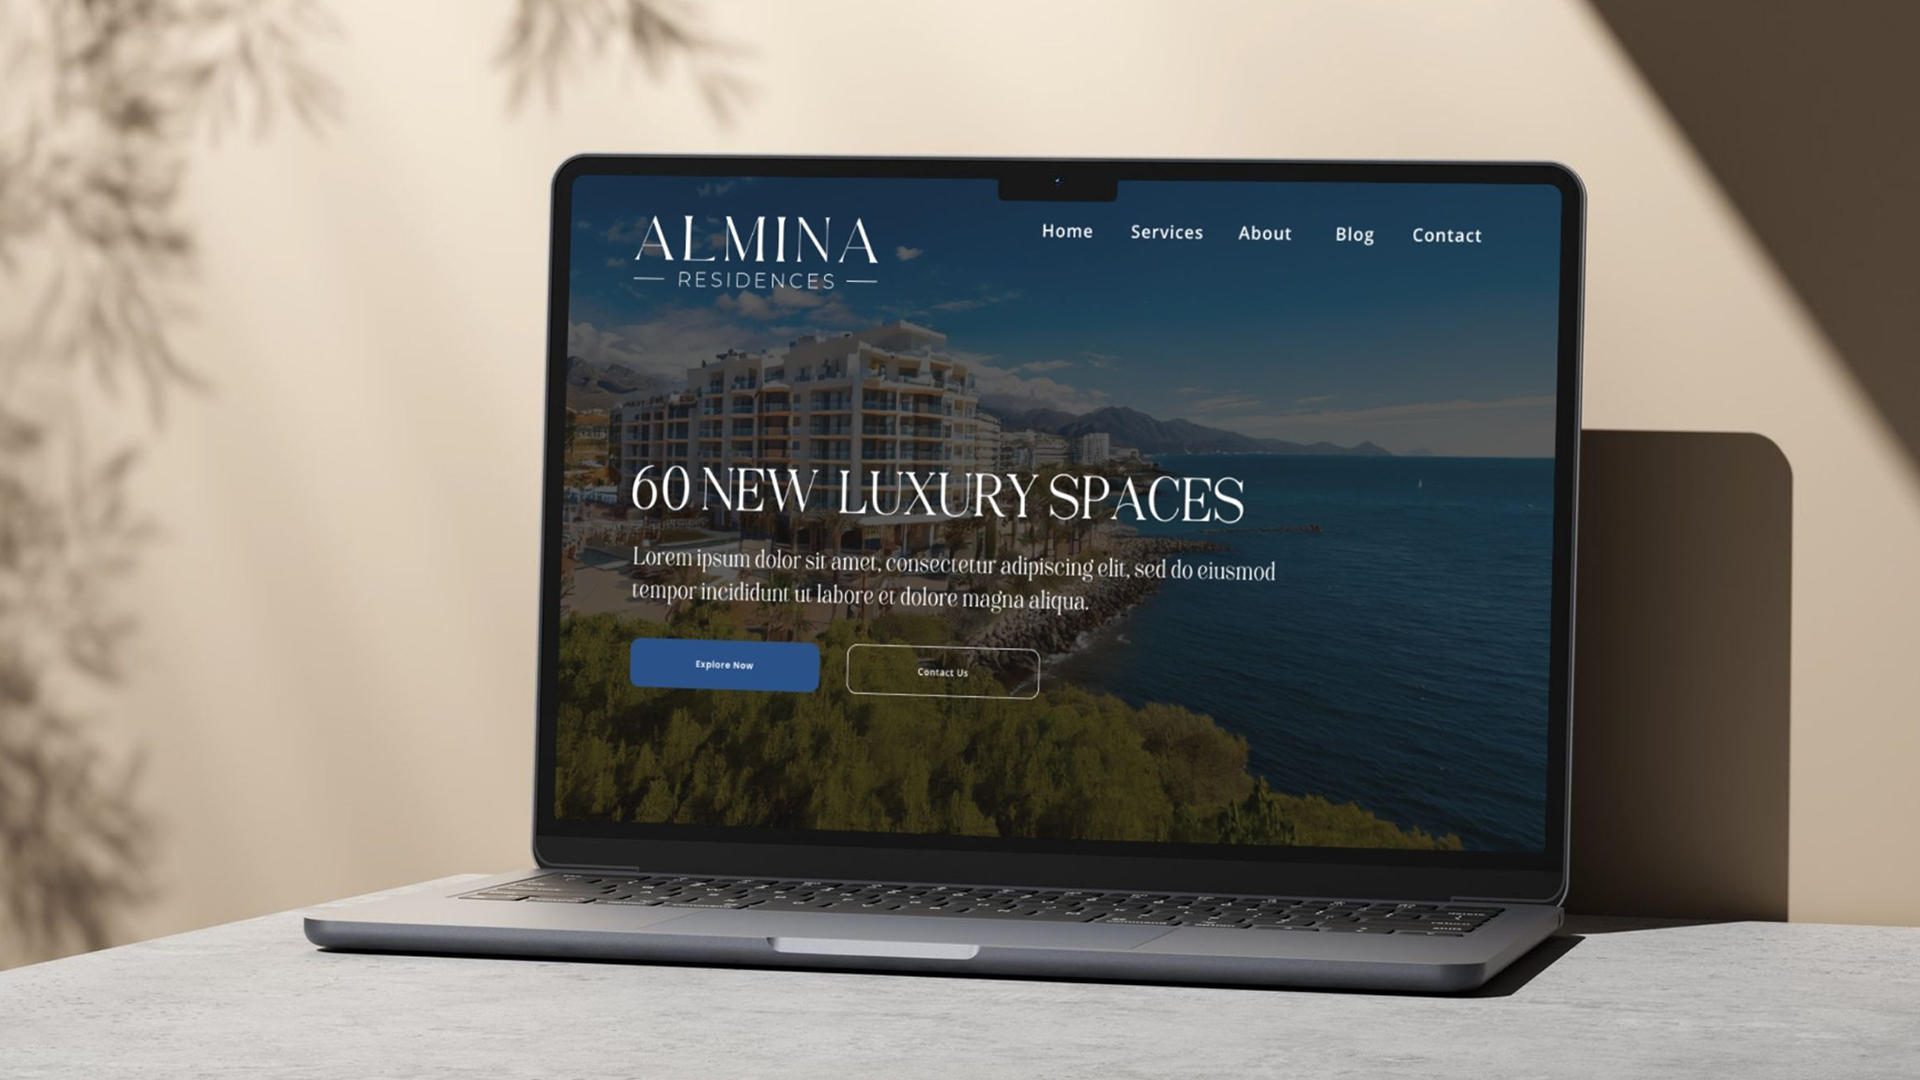 ALMINA
RESIDENCES
Home Services About Blog Contact
60 NEW LUXURY SPACES
Lorem ipsum dolor sit amet, consectetur adipiscing elit, sed do eiusmod
tempor incididunt ut labore et dolore magna aliqua.
Explore Now Contact Us